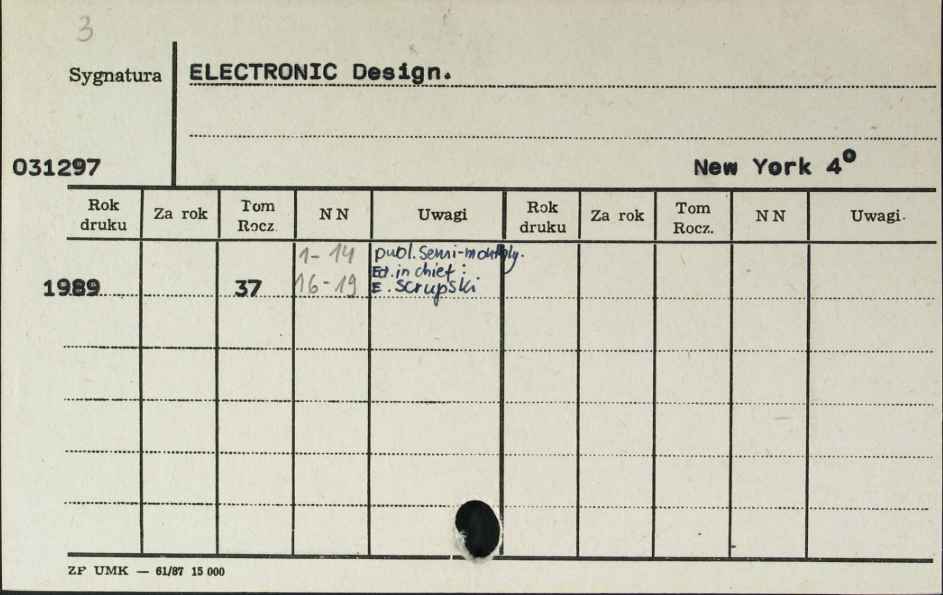 3
Sygnatura
ELECTRONIC Design.
031297
New York 4°
Rok druku Za rok Tom Rocz. NN Uwagi Rok druku Za rok Tom Rocz. NN Uwagi.
1-14 publ. semi-monthly.
Ed. in chief:
1989 37 16-19 E. Scrupski
ZP UMK — 61/87 15 000